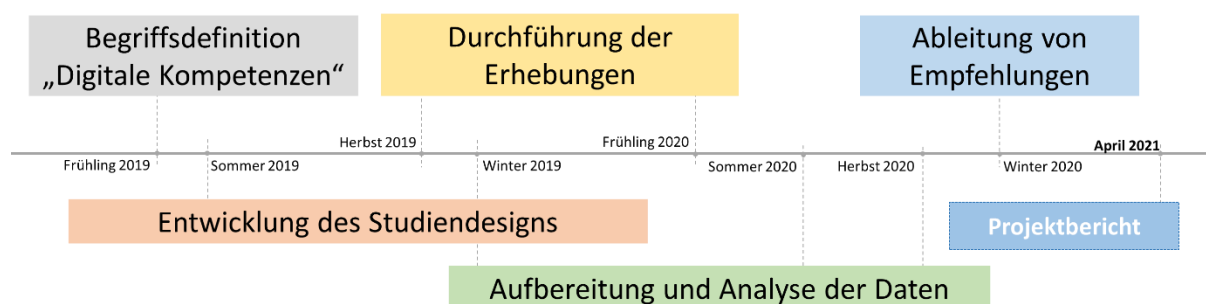 Begriffsdefinition
„Digitale Kompetenzen“
Durchführung der
Erhebungen
Ableitung von
Empfehlungen
Herbst 2019
Frühling 2020
April 2021
Frühling 2019
Sommer 2019
Winter 2019
Sommer 2020
Herbst 2020
Winter 2020
Entwicklung des Studiendesigns
Projektbericht
Aufbereitung und Analyse der Daten